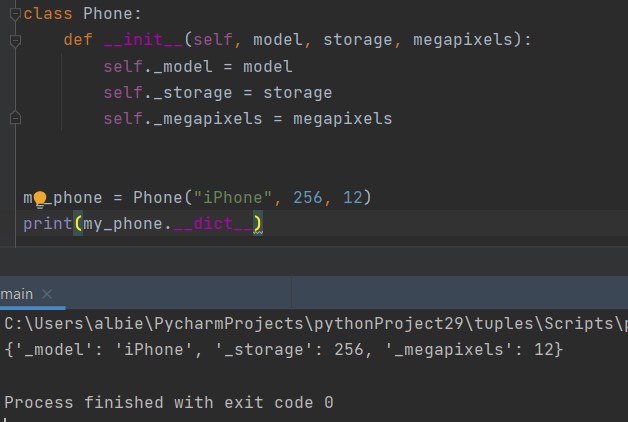 class Phone:
    def __init__(self, model, storage, megapixels):
        self._model = model
        self._storage = storage
        self._megapixels = megapixels
my_phone = Phone("iPhone", 256, 12)
print(my_phone.__dict__)
main
C:\Users\albie\PycharmProjects\pythonProject29\tuples\Scripts\p
{'_model': 'iPhone', '_storage': 256, '_megapixels': 12}
Process finished with exit code 0